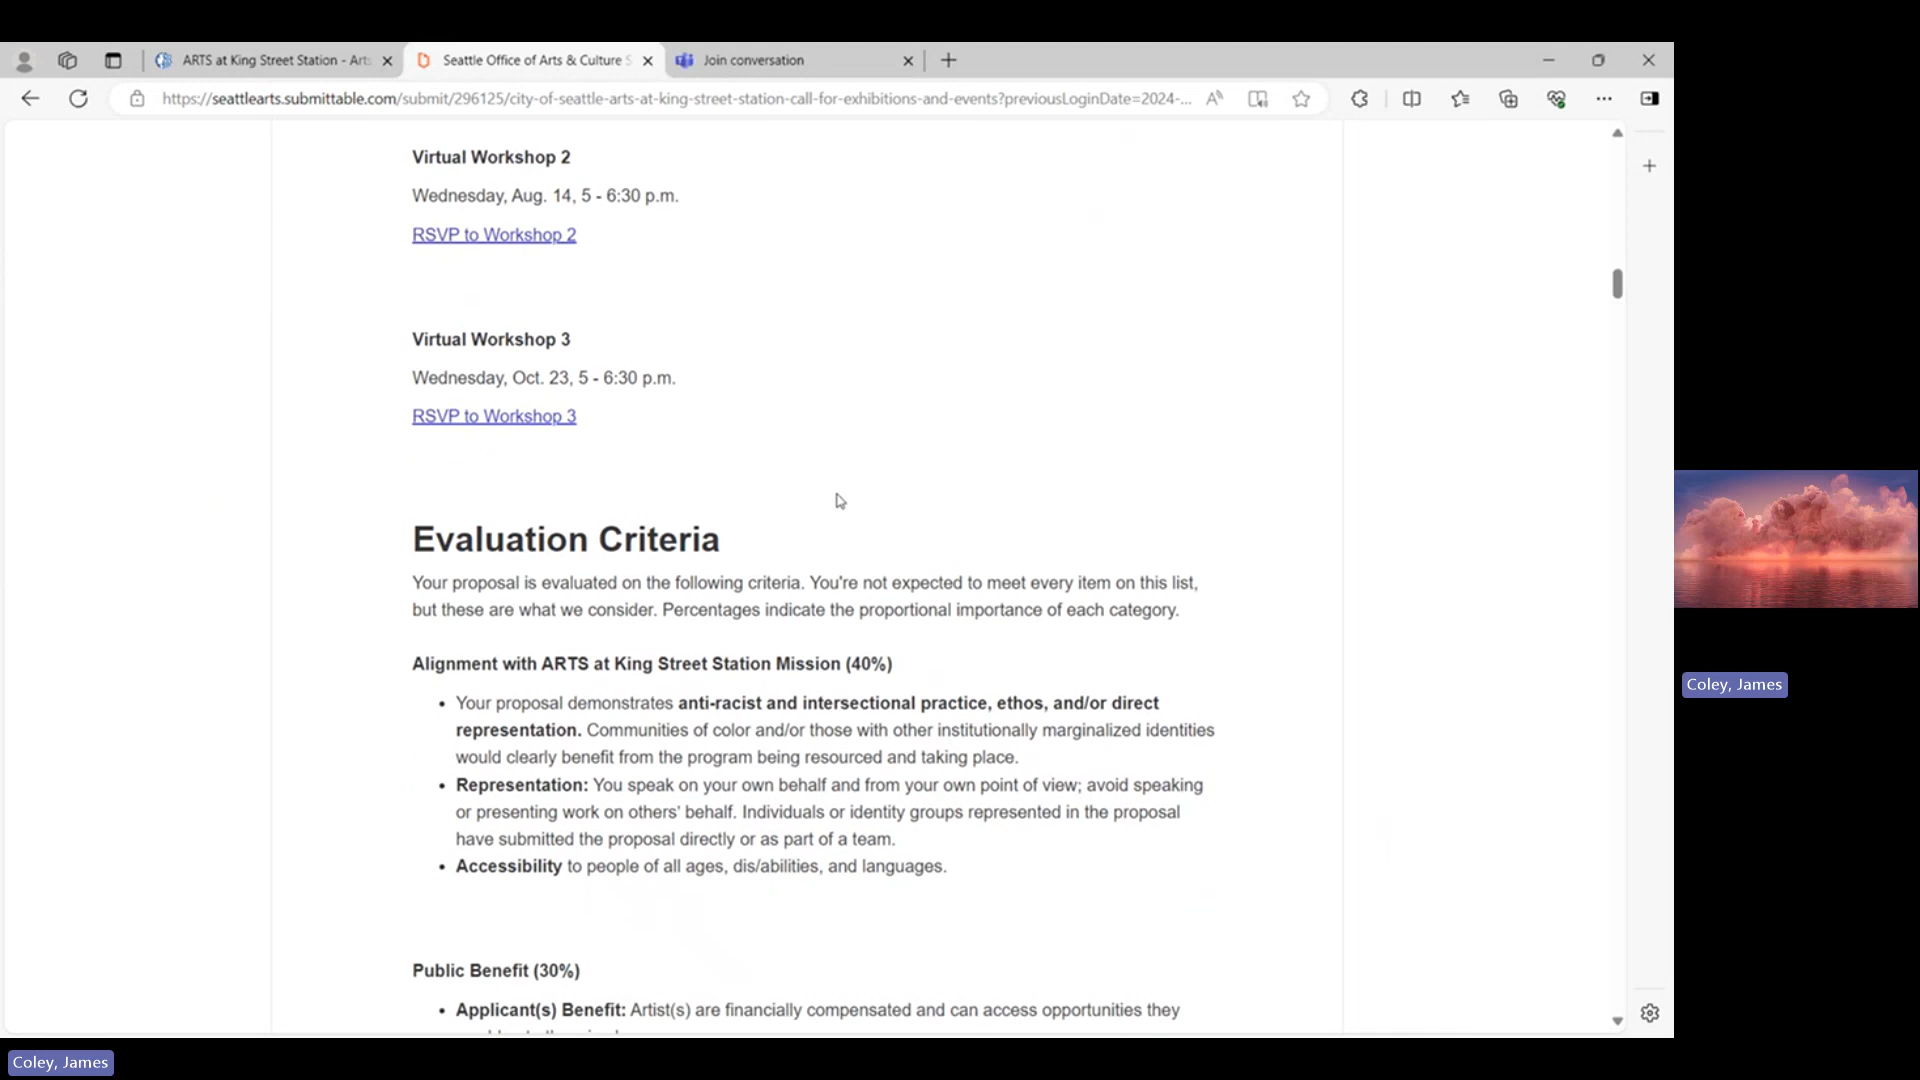 ARTS at King Street Station - Arts
Seattle Office of Arts & Culture S
Join conversation
https://seattlearts.submittable.com/submit/296125/city-of-seattle-arts-at-king-street-station-call-for-exhibitions-and-events?previousLoginDate=2024-...
Virtual Workshop 2
Wednesday, Aug. 14, 5 - 6:30 p.m.
RSVP to Workshop 2
Virtual Workshop 3
Wednesday, Oct. 23, 5 - 6:30 p.m.
RSVP to Workshop 3
Evaluation Criteria
Your proposal is evaluated on the following criteria. You're not expected to meet every item on this list,
but these are what we consider. Percentages indicate the proportional importance of each category.
Alignment with ARTS at King Street Station Mission (40%)
• Your proposal demonstrates anti-racist and intersectional practice, ethos, and/or direct
representation. Communities of color and/or those with other institutionally marginalized identities
would clearly benefit from the program being resourced and taking place.
• Representation: You speak on your own behalf and from your own point of view; avoid speaking
or presenting work on others' behalf. Individuals or identity groups represented in the proposal
have submitted the proposal directly or as part of a team.
• Accessibility to people of all ages, dis/abilities, and languages.
Public Benefit (30%)
• Applicant(s) Benefit: Artist(s) are financially compensated and can access opportunities they
Coley, James
Coley, James